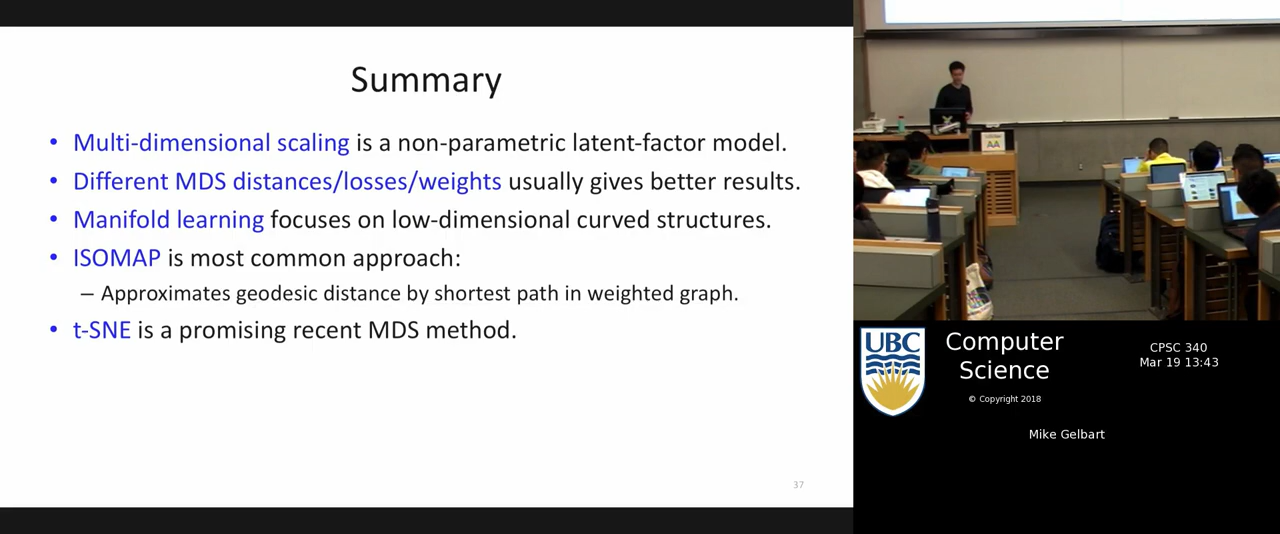 Summary
• Multi-dimensional scaling is a non-parametric latent-factor model.
• Different MDS distances/losses/weights usually gives better results.
• Manifold learning focuses on low-dimensional curved structures.
• ISOMAP is most common approach:
– Approximates geodesic distance by shortest path in weighted graph.
• t-SNE is a promising recent MDS method.
37
AA
UBC
Computer
Science
© Copyright 2018
CPSC 340
Mar 19 13:43
Mike Gelbart